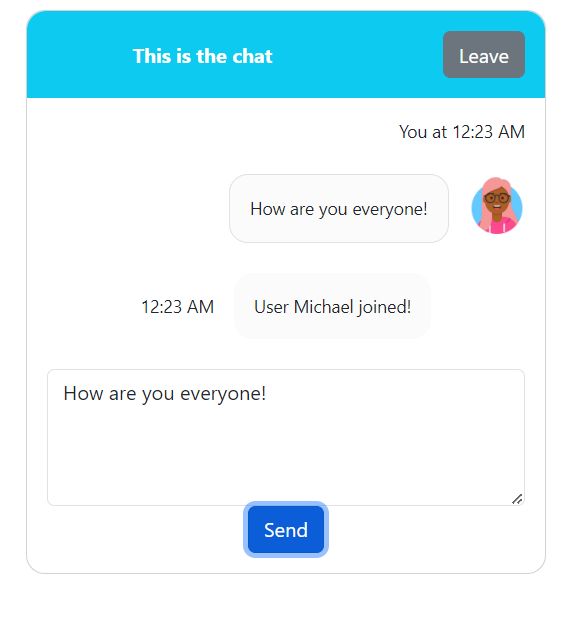 This is the chat
Leave
You at 12:23 AM
How are you everyone!
12:23 AM
User Michael joined!
How are you everyone!
Send